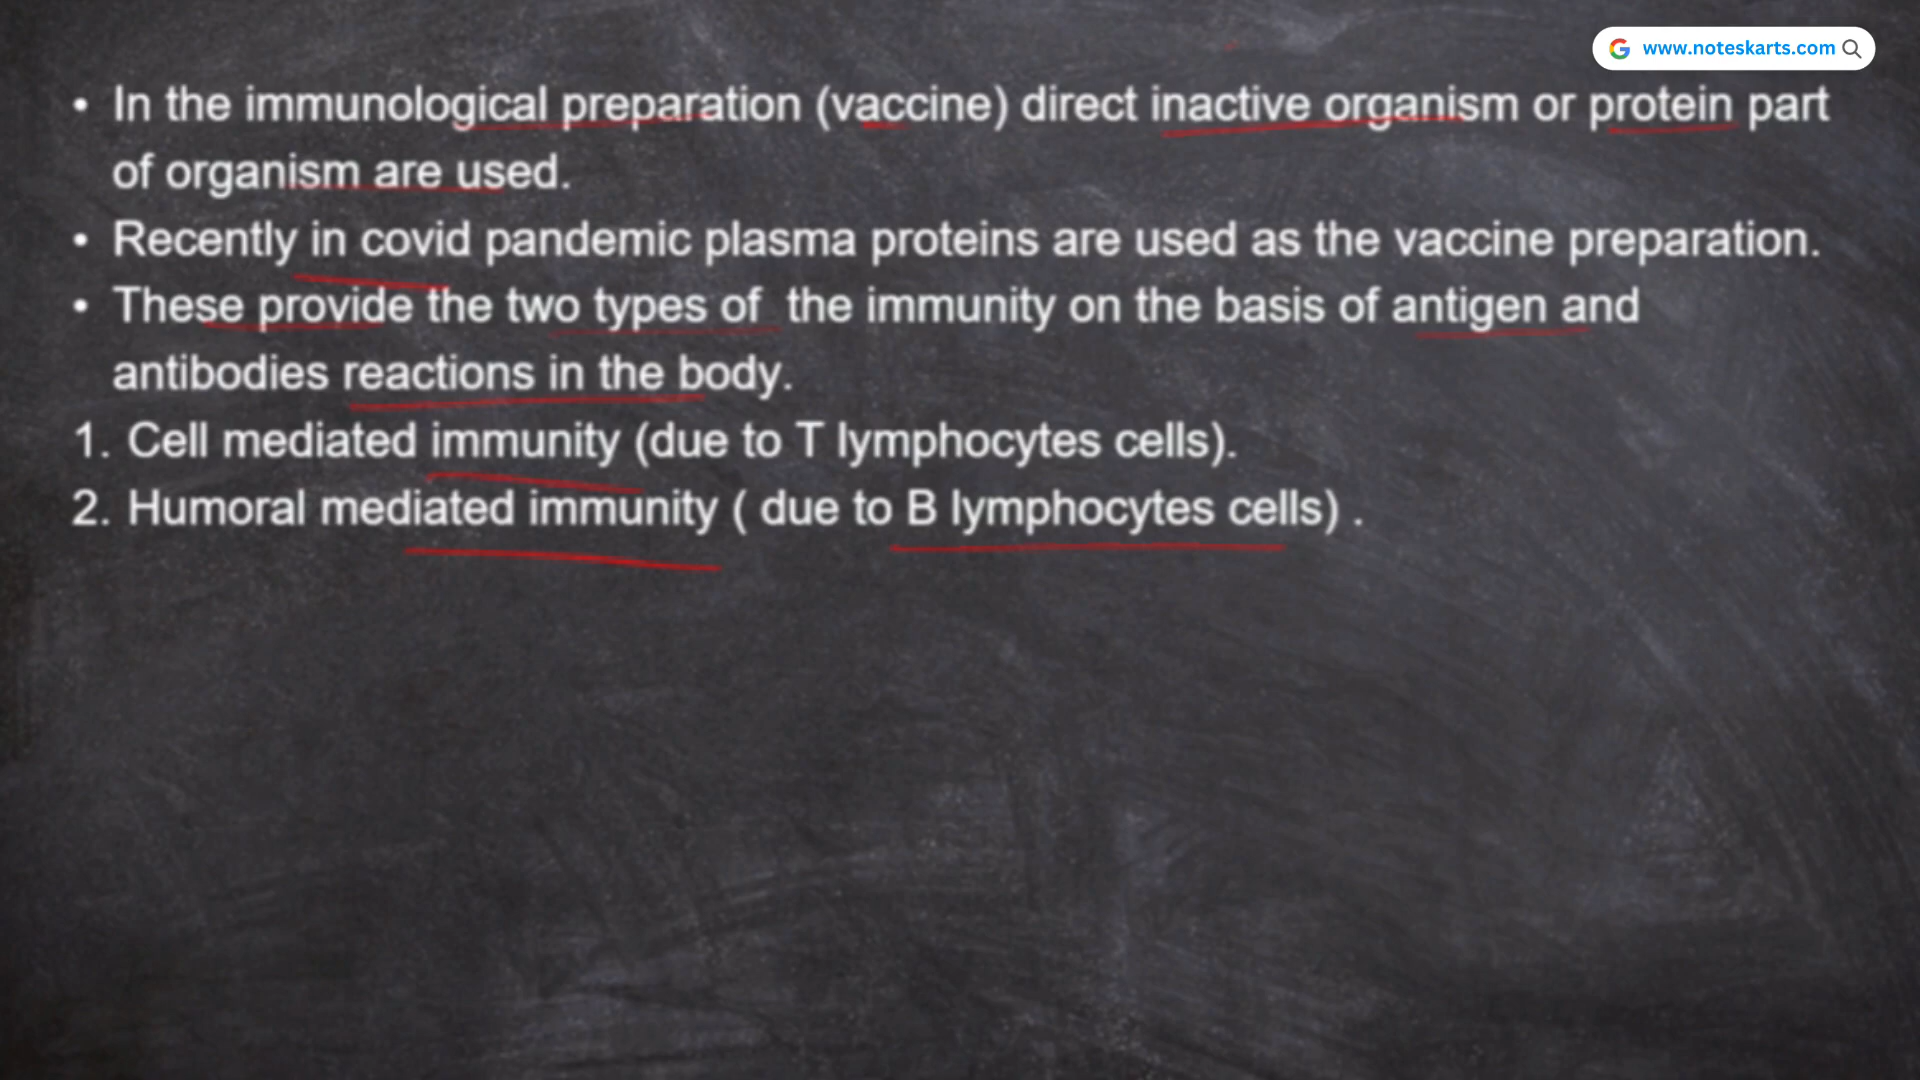 www.noteskarts.com
• In the immunological preparation (vaccine) direct inactive organism or protein part
of organism are used.
• Recently in covid pandemic plasma proteins are used as the vaccine preparation.
• These provide the two types of the immunity on the basis of antigen and
antibodies reactions in the body.
1. Cell mediated immunity (due to T lymphocytes cells).
2. Humoral mediated immunity ( due to B lymphocytes cells) .